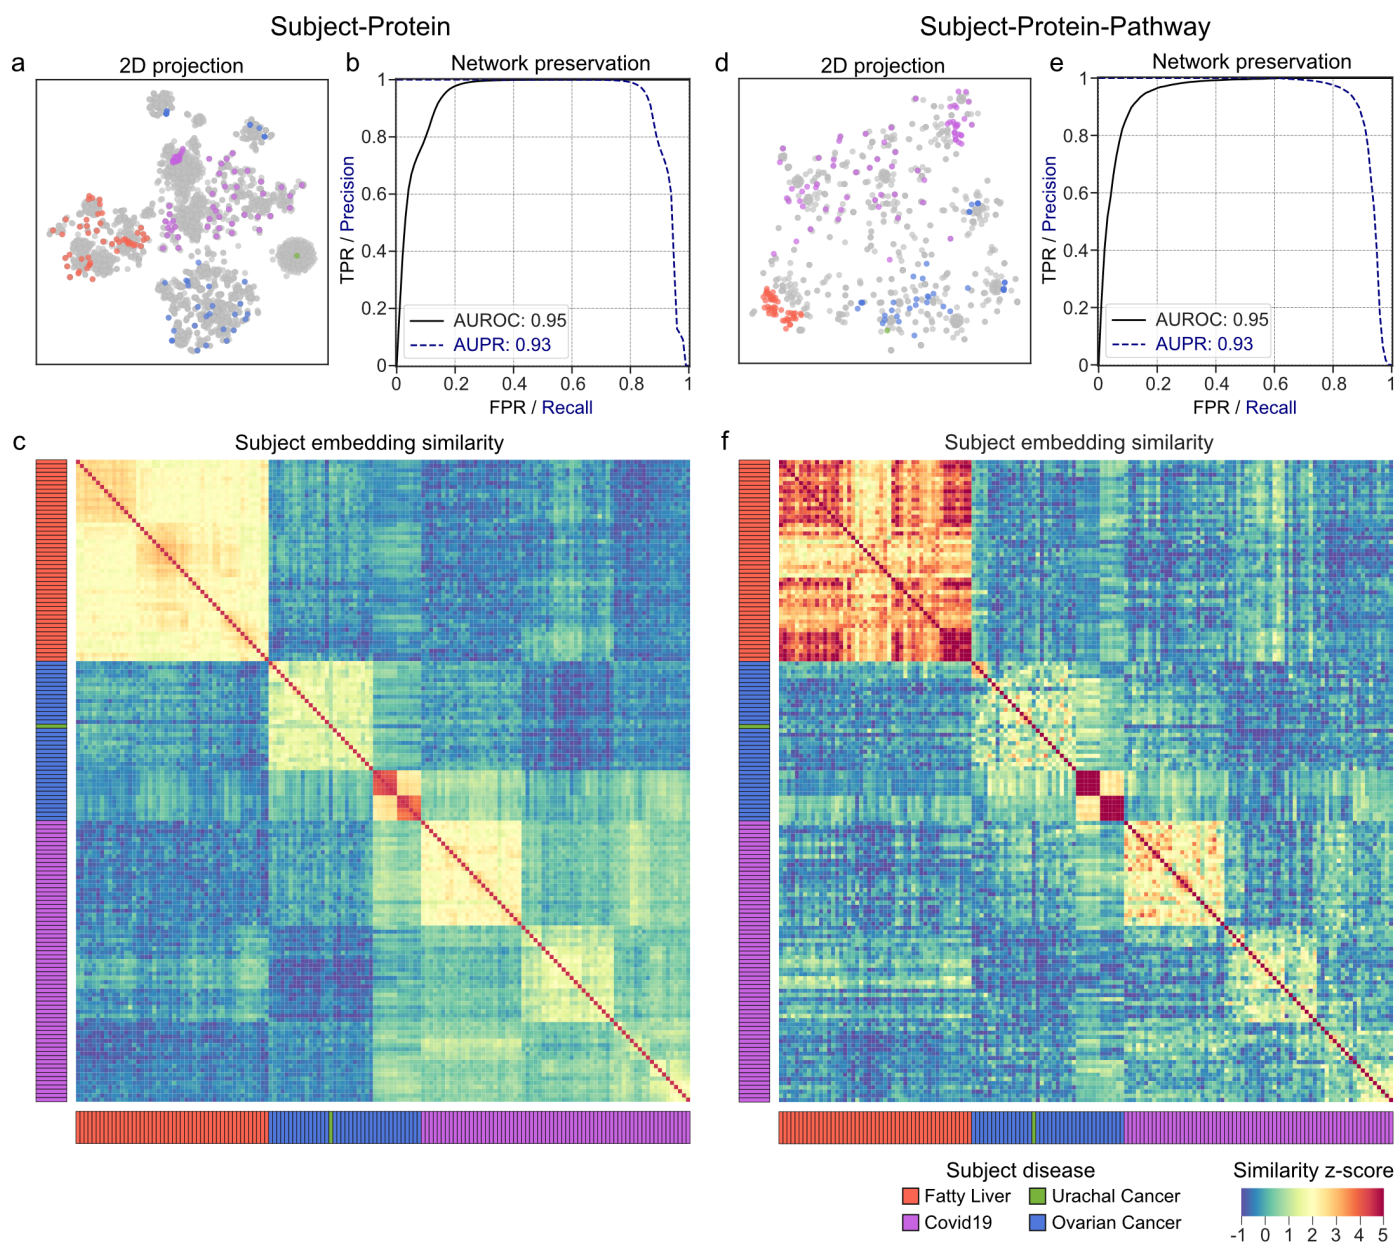 Subject-Protein
Subject-Protein-Pathway
a
2D projection
b
Network preservation
1
0.8
0.6
0.4
0.2
0
TPR / Precision
AUROC: 0.95
AUPR: 0.93
0 0.2 0.4 0.6 0.8 1
FPR / Recall
d
2D projection
e
Network preservation
1
0.8
0.6
0.4
0.2
0
TPR / Precision
AUROC: 0.95
AUPR: 0.93
0 0.2 0.4 0.6 0.8 1
FPR / Recall
c
Subject embedding similarity
f
Subject embedding similarity
Subject disease
Fatty Liver
Urachal Cancer
Covid19
Ovarian Cancer
Similarity z-score
-1 0 1 2 3 4 5